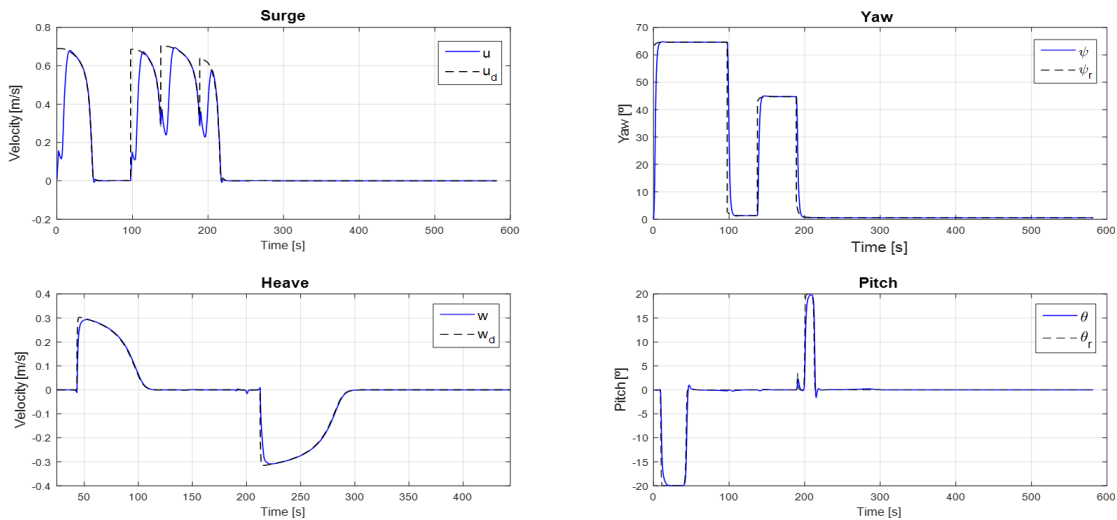 Surge
Velocity [m/s]
0.8
0.6
0.4
0.2
0
-0.2
0 100 200 300 400 500 600
Time [s]
u
u_d
Yaw
Yaw [º]
70
60
50
40
30
20
10
0
0 100 200 300 400 500 600
Time [s]
ψ
ψ_r
Heave
Velocity [m/s]
0.4
0.3
0.2
0.1
0
-0.1
-0.2
-0.3
-0.4
50 100 150 200 250 300 350 400
Time [s]
w
w_d
Pitch
Pitch [º]
20
15
10
5
0
-5
-10
-15
-20
0 100 200 300 400 500 600
Time [s]
θ
θ_r